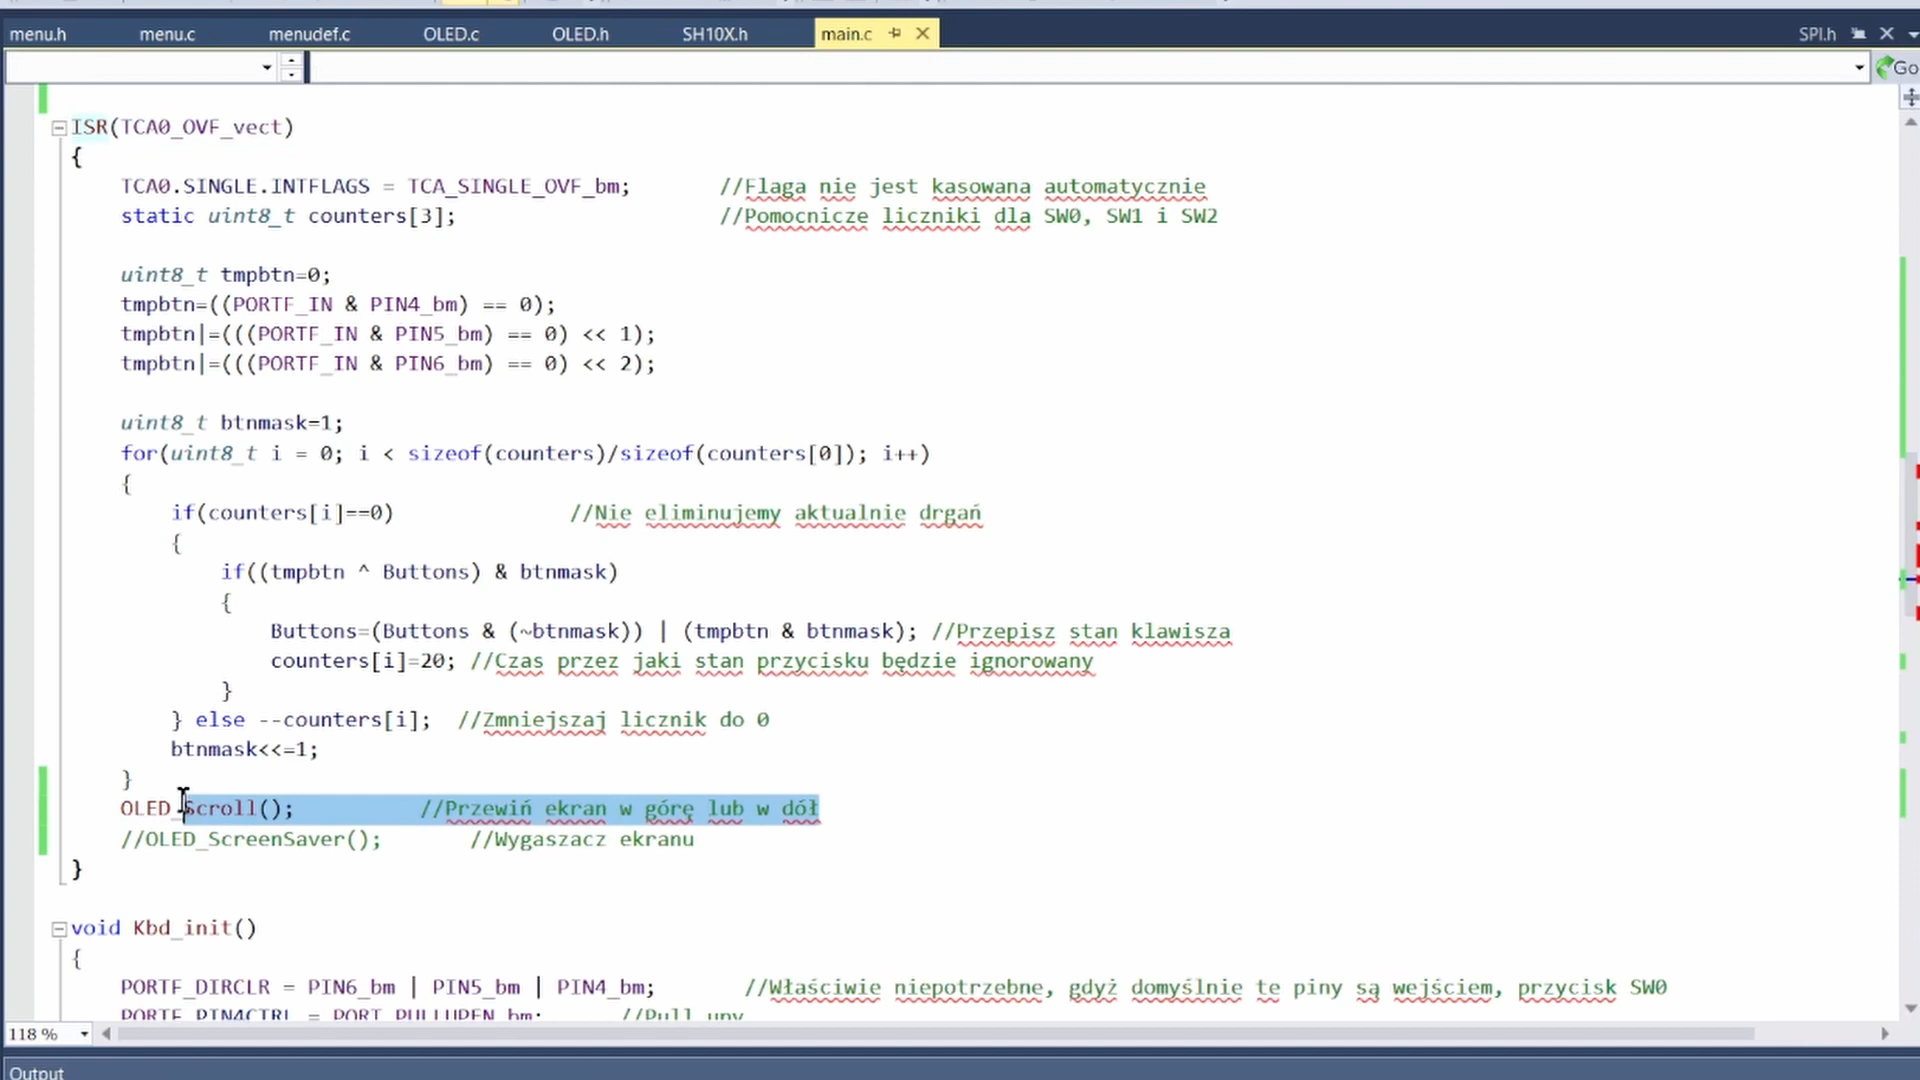 menu.h menu.c menudef.c OLED.c OLED.h SH10X.h main.c SPI.h
Go
ISR(TCA0_OVF_vect)
{
TCA0.SINGLE.INTFLAGS = TCA_SINGLE_OVF_bm; //Flaga nie jest kasowana automatycznie
static uint8_t counters[3]; //Pomocnicze liczniki dla SW0, SW1 i SW2
uint8_t tmpbtn=0;
tmpbtn=((PORTF_IN & PIN4_bm) == 0);
tmpbtn|=(((PORTF_IN & PIN5_bm) == 0) << 1);
tmpbtn|=(((PORTF_IN & PIN6_bm) == 0) << 2);
uint8_t btnmask=1;
for(uint8_t i = 0; i < sizeof(counters)/sizeof(counters[0]); i++)
{
if(counters[i]==0) //Nie eliminujemy aktualnie drgań
{
if((tmpbtn ^ Buttons) & btnmask)
{
Buttons=(Buttons & (~btnmask)) | (tmpbtn & btnmask); //Przepisz stan klawisza
counters[i]=20; //Czas przez jaki stan przycisku będzie ignorowany
}
} else --counters[i]; //Zmniejszaj licznik do 0
btnmask<<=1;
}
OLED_Scroll(); //Przewiń ekran w górę lub w dół
//OLED_ScreenSaver(); //Wygaszacz ekranu
}
void Kbd_init()
{
PORTF_DIRCLR = PIN6_bm | PIN5_bm | PIN4_bm; //Właściwie niepotrzebne, gdyż domyślnie te piny są wejściem, przycisk SW0
PORTF_PIN4CTRL = PORT_PULLUPEN_bm; //Pull upy
118 %
Output